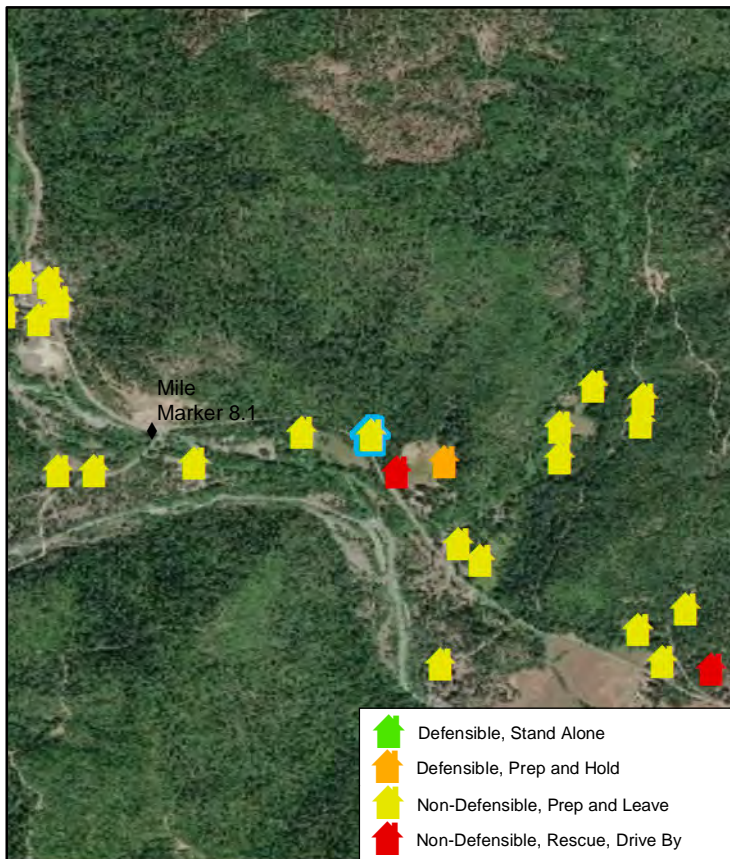 Mile
Marker 8.1
Defensible, Stand Alone
Defensible, Prep and Hold
Non-Defensible, Prep and Leave
Non-Defensible, Rescue, Drive By